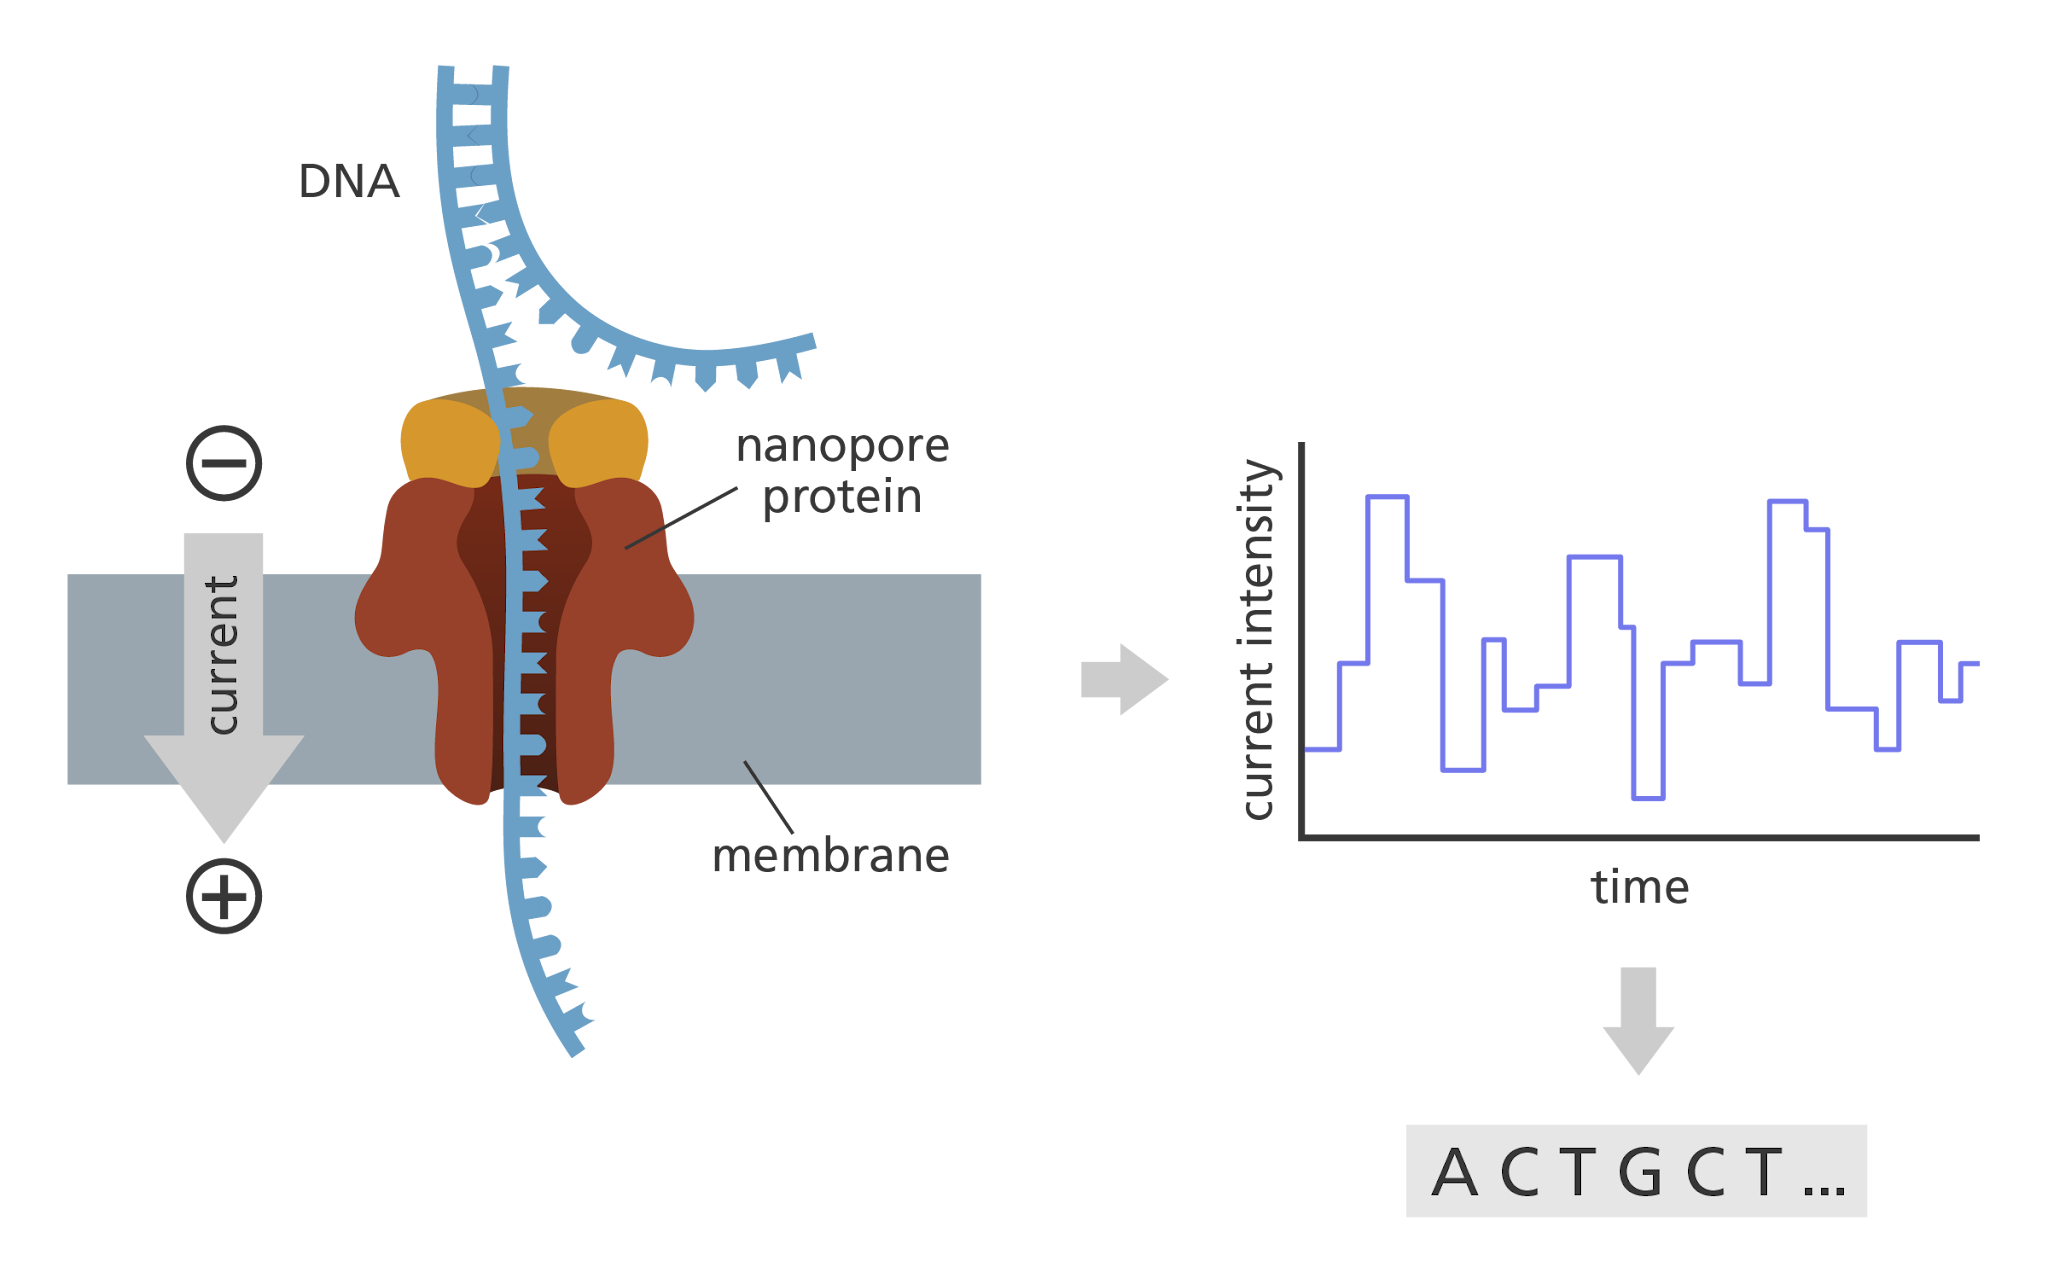 DNA
nanopore
protein
current
membrane
current intensity
time
A C T G C T ...